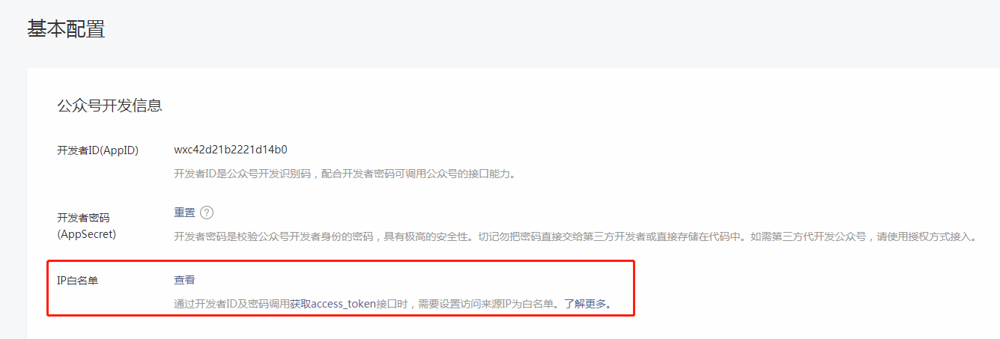 基本配置
公众号开发信息
开发者ID(AppID)
wxc42d21b2221d14b0
开发者ID是公众号开发识别码，配合开发者密码可调用公众号的接口能力。
开发者密码
(AppSecret)
重置 ?
开发者密码是校验公众号开发者身份的密码，具有极高的安全性。切记勿把密码直接交给第三方开发者或直接存储在代码中。如需第三方代开发公众号，请使用授权方式接入。
IP白名单
查看
通过开发者ID及密码调用获取access_token接口时，需要设置访问来源IP为白名单。了解更多。